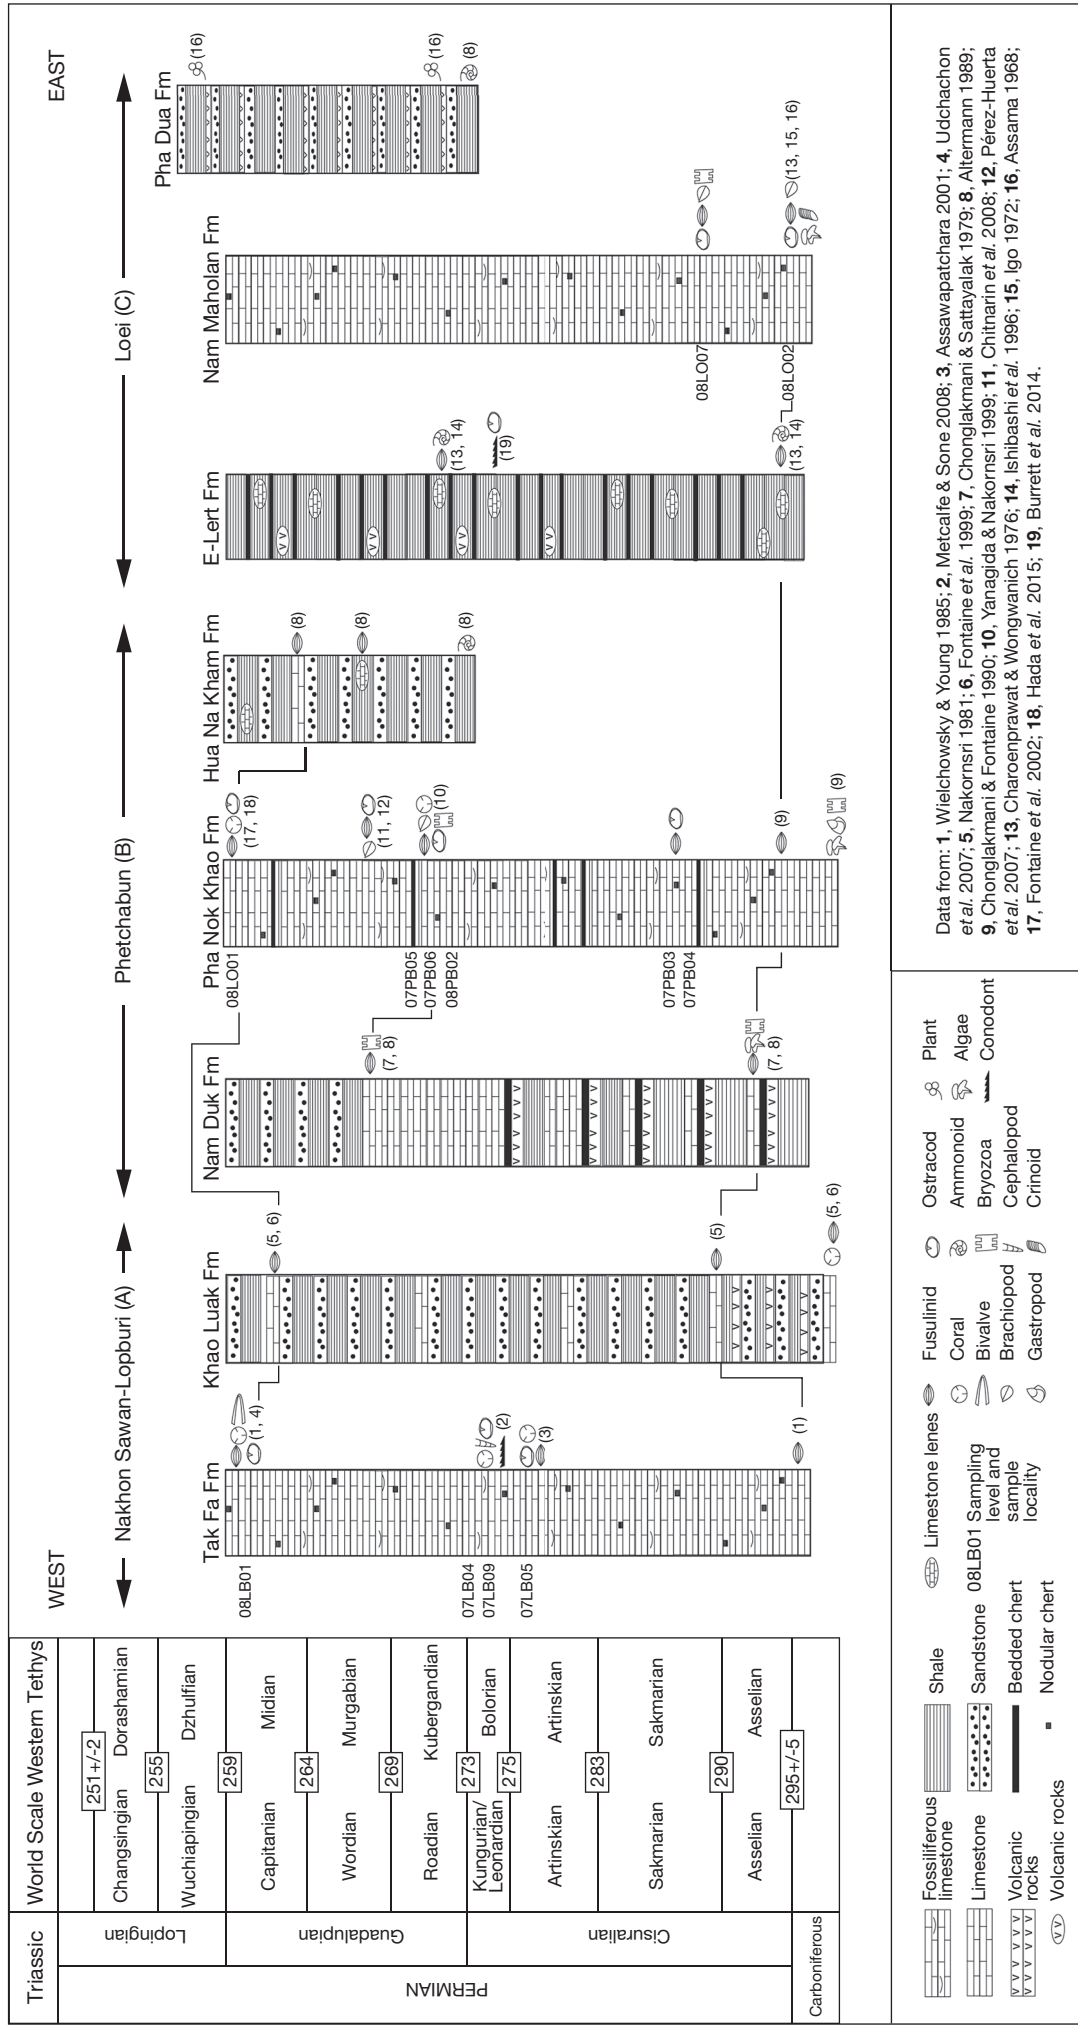 WEST
EAST
Nakhon Sawan-Lopburi (A)
Phetchabun (B)
Loei (C)
Triassic
World Scale Western Tethys
PERMIAN
Carboniferous
Lopingian
Guadalupian
Cisuralian
251+/-2
Changsingian Dorashamian
255
Wuchiapingian Dzhulfian
259
Capitanian Midian
264
Wordian Murgabian
269
Roadian Kubergandian
273
Kungurian/
Leonardian Bolorian
275
Artinskian Artinskian
283
Sakmarian Sakmarian
290
Asselian Asselian
295+/-5
Tak Fa Fm
08LB01
07LB04
07LB09
07LB05
(1, 4)
(2)
(3)
(1)
Khao Luak Fm
(5, 6)
(5)
(5, 6)
Nam Duk Fm
(7, 8)
(7, 8)
Pha Nok Khao Fm
08LO01
07PB05
07PB06
08PB02
07PB03
07PB04
(17, 18)
(11, 12)
(10)
(9)
(9)
Hua Na Kham Fm
(8)
(8)
(8)
E-Lert Fm
(13, 14)
(19)
(13, 14)
Nam Maholan Fm
08LO07
08LO02
(13, 15, 16)
Pha Dua Fm
(16)
(16)
(8)
Fossiliferous
limestone
Limestone
Volcanic
rocks
Volcanic rocks
Shale
Sandstone
Bedded chert
Nodular chert
Limestone lenes
08LB01 Sampling
level and
sample
locality
Fusulinid
Coral
Bivalve
Brachiopod
Gastropod
Ostracod
Ammonoid
Bryozoa
Cephalopod
Crinoid
Plant
Algae
Conodont
Data from: 1, Wielchowsky & Young 1985; 2, Metcalfe & Sone 2008; 3, Assawapatchara 2001; 4, Udchachon
et al. 2007; 5, Nakornsri 1981; 6, Fontaine et al. 1999; 7, Chonglakmani & Sattayalak 1979; 8, Altermann 1989;
9, Chonglakmani & Fontaine 1990; 10, Yanagida & Nakornsri 1999; 11, Chitnarin et al. 2008; 12, Pérez-Huerta
et al. 2007; 13, Charoenprawat & Wongwanich 1976; 14, Ishibashi et al. 1996; 15, Igo 1972; 16, Assama 1968;
17, Fontaine et al. 2002; 18, Hada et al. 2015; 19, Burrett et al. 2014.